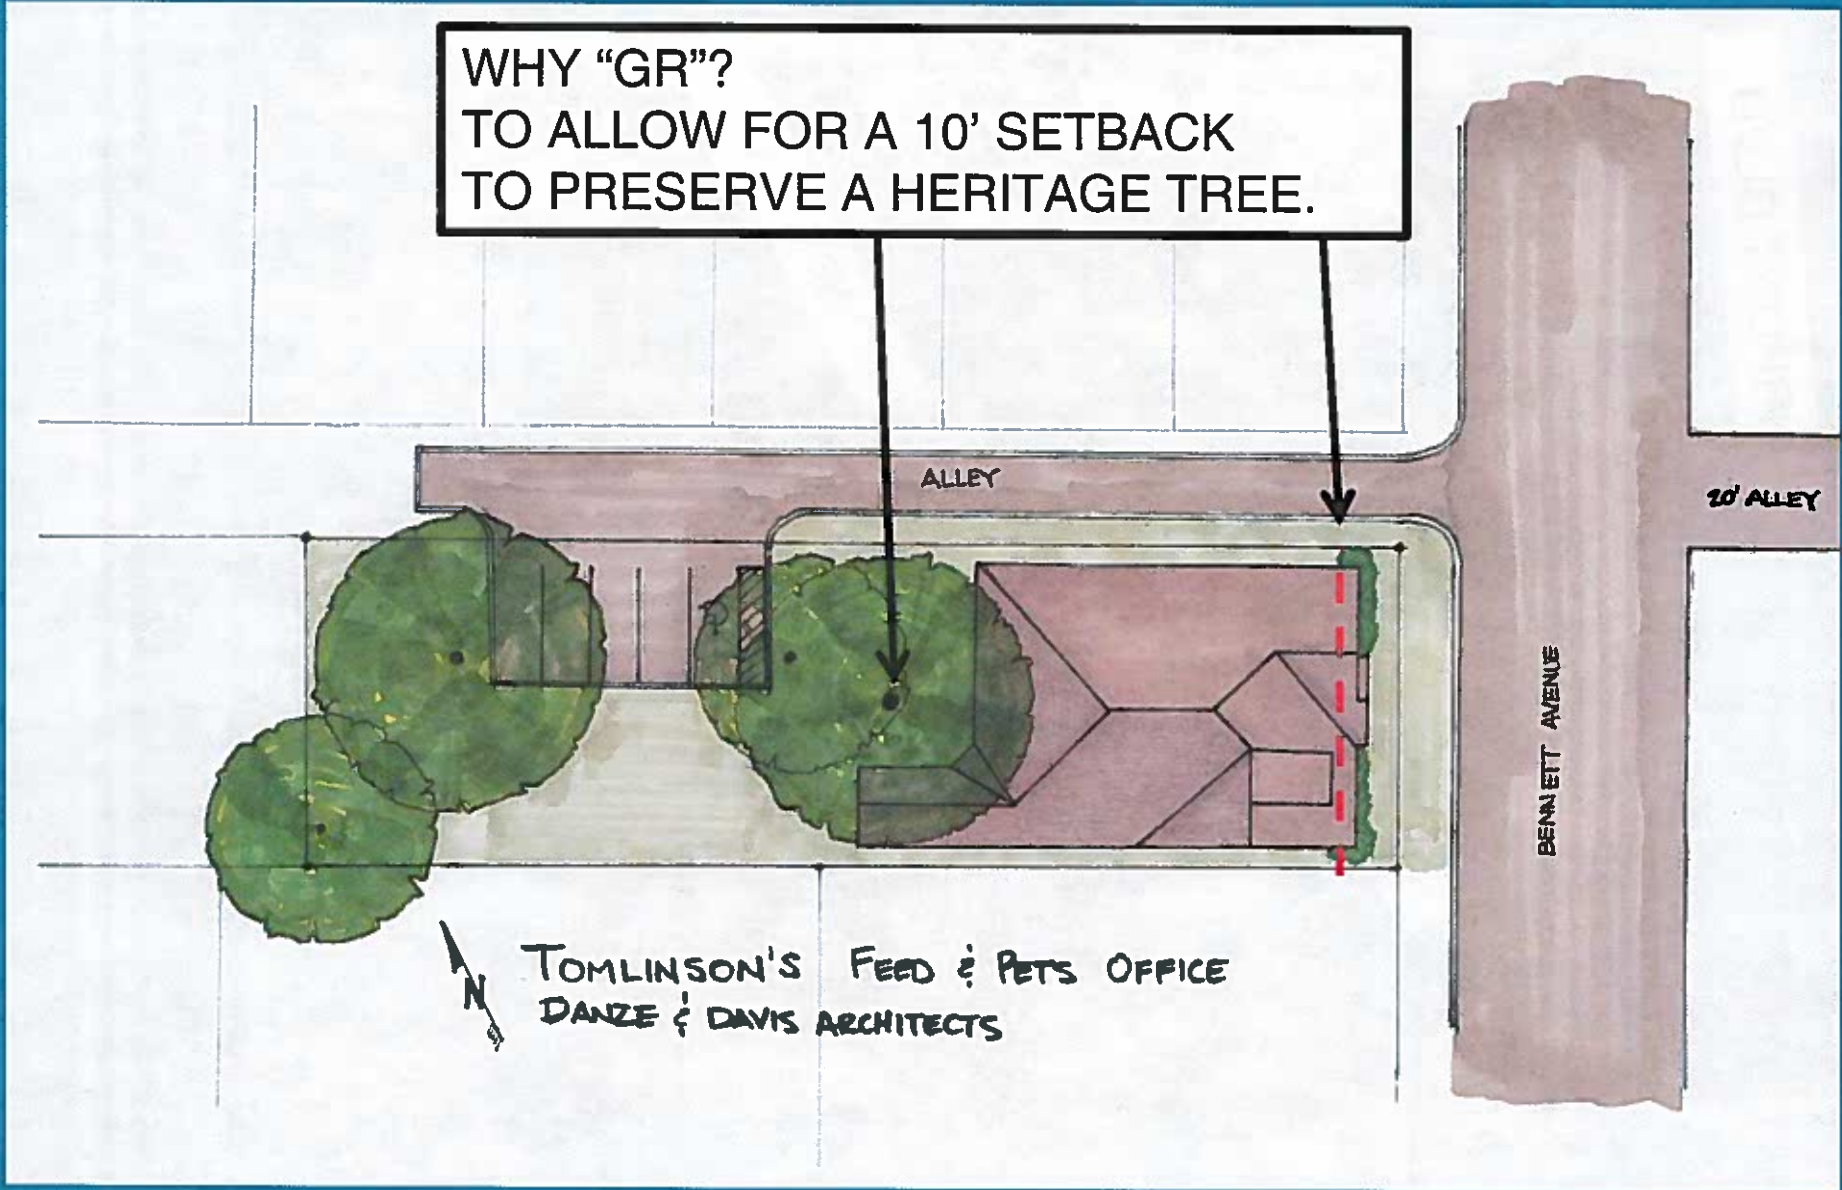 WHY “GR”?
TO ALLOW FOR A 10’ SETBACK
TO PRESERVE A HERITAGE TREE.
ALLEY
20' ALLEY
BENNETT AVENUE
N
TOMLINSON'S FEED & PETS OFFICE
DANZE & DAVIS ARCHITECTS